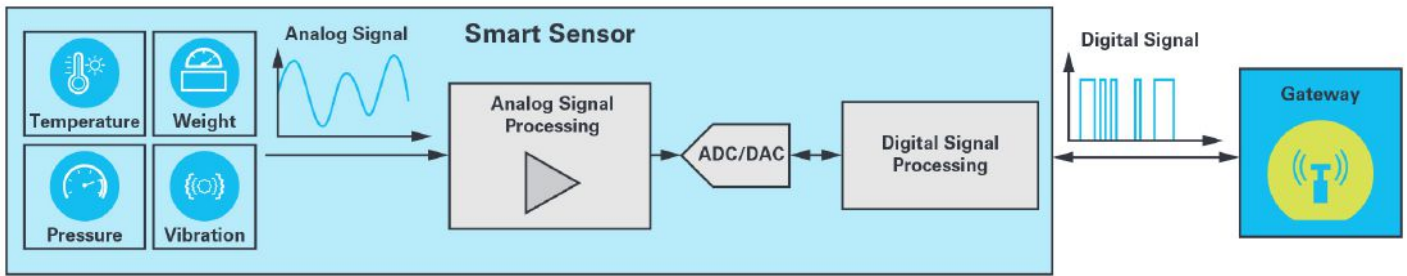 Smart Sensor
Temperature
Weight
Pressure
Vibration
Analog Signal
Analog Signal
Processing
ADC/DAC
Digital Signal
Processing
Digital Signal
Gateway